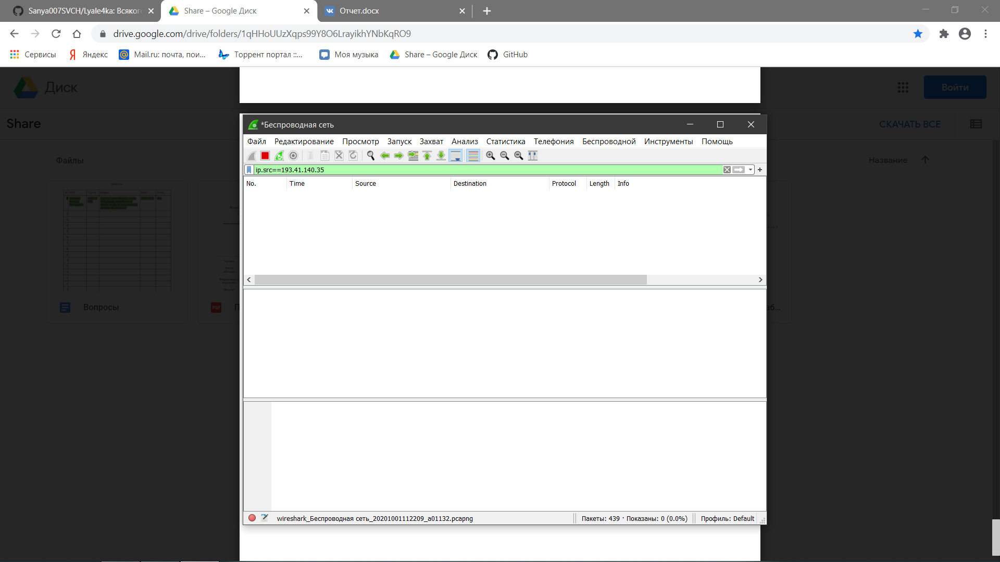 Sanya007SVCH/Lyale4ka: Всяког
Share – Google Диск
Отчет.docx
drive.google.com/drive/folders/1qHHoUUzXqps99Y8O6LrayikhYNbKqRO9
Сервисы
Яндекс
Mail.ru: почта, пои...
Торрент портал ::...
Моя музыка
Share – Google Диск
GitHub
Диск
Войти
Share
СКАЧАТЬ ВСЕ
Файлы
Название
*Беспроводная сеть
Файл Редактирование Просмотр Запуск Захват Анализ Статистика Телефония Беспроводной Инструменты Помощь
ip.src==193.41.140.35
No. Time Source Destination Protocol Length Info
Вопросы
PDF
П
аб...
wireshark_Беспроводная сеть_20201001112209_a01132.pcapng
Пакеты: 439 · Показаны: 0 (0.0%)
Профиль: Default